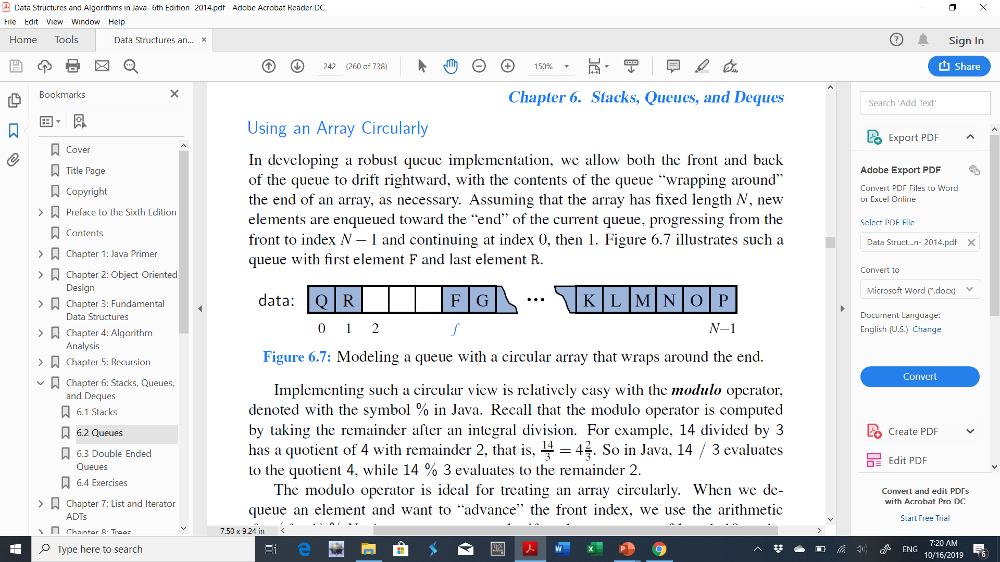 Data Structures and Algorithms in Java- 6th Edition- 2014.pdf - Adobe Acrobat Reader DC
File Edit View Window Help
Home Tools Data Structures an... ×
Sign In
242 (260 of 738)
150%
Share
Bookmarks
Cover
Title Page
Copyright
Preface to the Sixth Edition
Contents
Chapter 1: Java Primer
Chapter 2: Object-Oriented
Design
Chapter 3: Fundamental
Data Structures
Chapter 4: Algorithm
Analysis
Chapter 5: Recursion
Chapter 6: Stacks, Queues,
and Deques
6.1 Stacks
6.2 Queues
6.3 Double-Ended
Queues
6.4 Exercises
Chapter 7: List and Iterator
ADTs
Chapter 8: Trees
Chapter 6. Stacks, Queues, and Deques
Using an Array Circularly
In developing a robust queue implementation, we allow both the front and back
of the queue to drift rightward, with the contents of the queue “wrapping around”
the end of an array, as necessary. Assuming that the array has fixed length N, new
elements are enqueued toward the “end” of the current queue, progressing from the
front to index N − 1 and continuing at index 0, then 1. Figure 6.7 illustrates such a
queue with first element F and last element R.
data: Q R F G ··· K L M N O P
0 1 2 f N−1
Figure 6.7: Modeling a queue with a circular array that wraps around the end.
Implementing such a circular view is relatively easy with the modulo operator,
denoted with the symbol % in Java. Recall that the modulo operator is computed
by taking the remainder after an integral division. For example, 14 divided by 3
has a quotient of 4 with remainder 2, that is, 14/3 = 4 2/3. So in Java, 14 / 3 evaluates
to the quotient 4, while 14 % 3 evaluates to the remainder 2.
The modulo operator is ideal for treating an array circularly. When we de-
queue an element and want to “advance” the front index, we use the arithmetic
7.50 x 9.24 in
Search 'Add Text'
Export PDF
Adobe Export PDF
Convert PDF Files to Word
or Excel Online
Select PDF File
Data Struct...n- 2014.pdf
Convert to
Microsoft Word (*.docx)
Document Language:
English (U.S.) Change
Convert
Create PDF
Edit PDF
Convert and edit PDFs
with Acrobat Pro DC
Start Free Trial
Type here to search
ENG
7:20 AM
10/16/2019
6